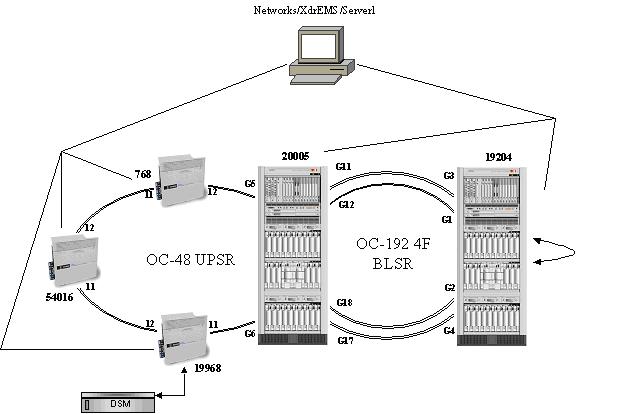 Networks/XdrEMS/Server1
20005
19204
768
11
12
G5
G11
G12
G3
G1
12
OC-48 UPSR
OC-192 4F
BLSR
54016
11
12
11
G6
G18
G17
G2
G4
19968
DSM